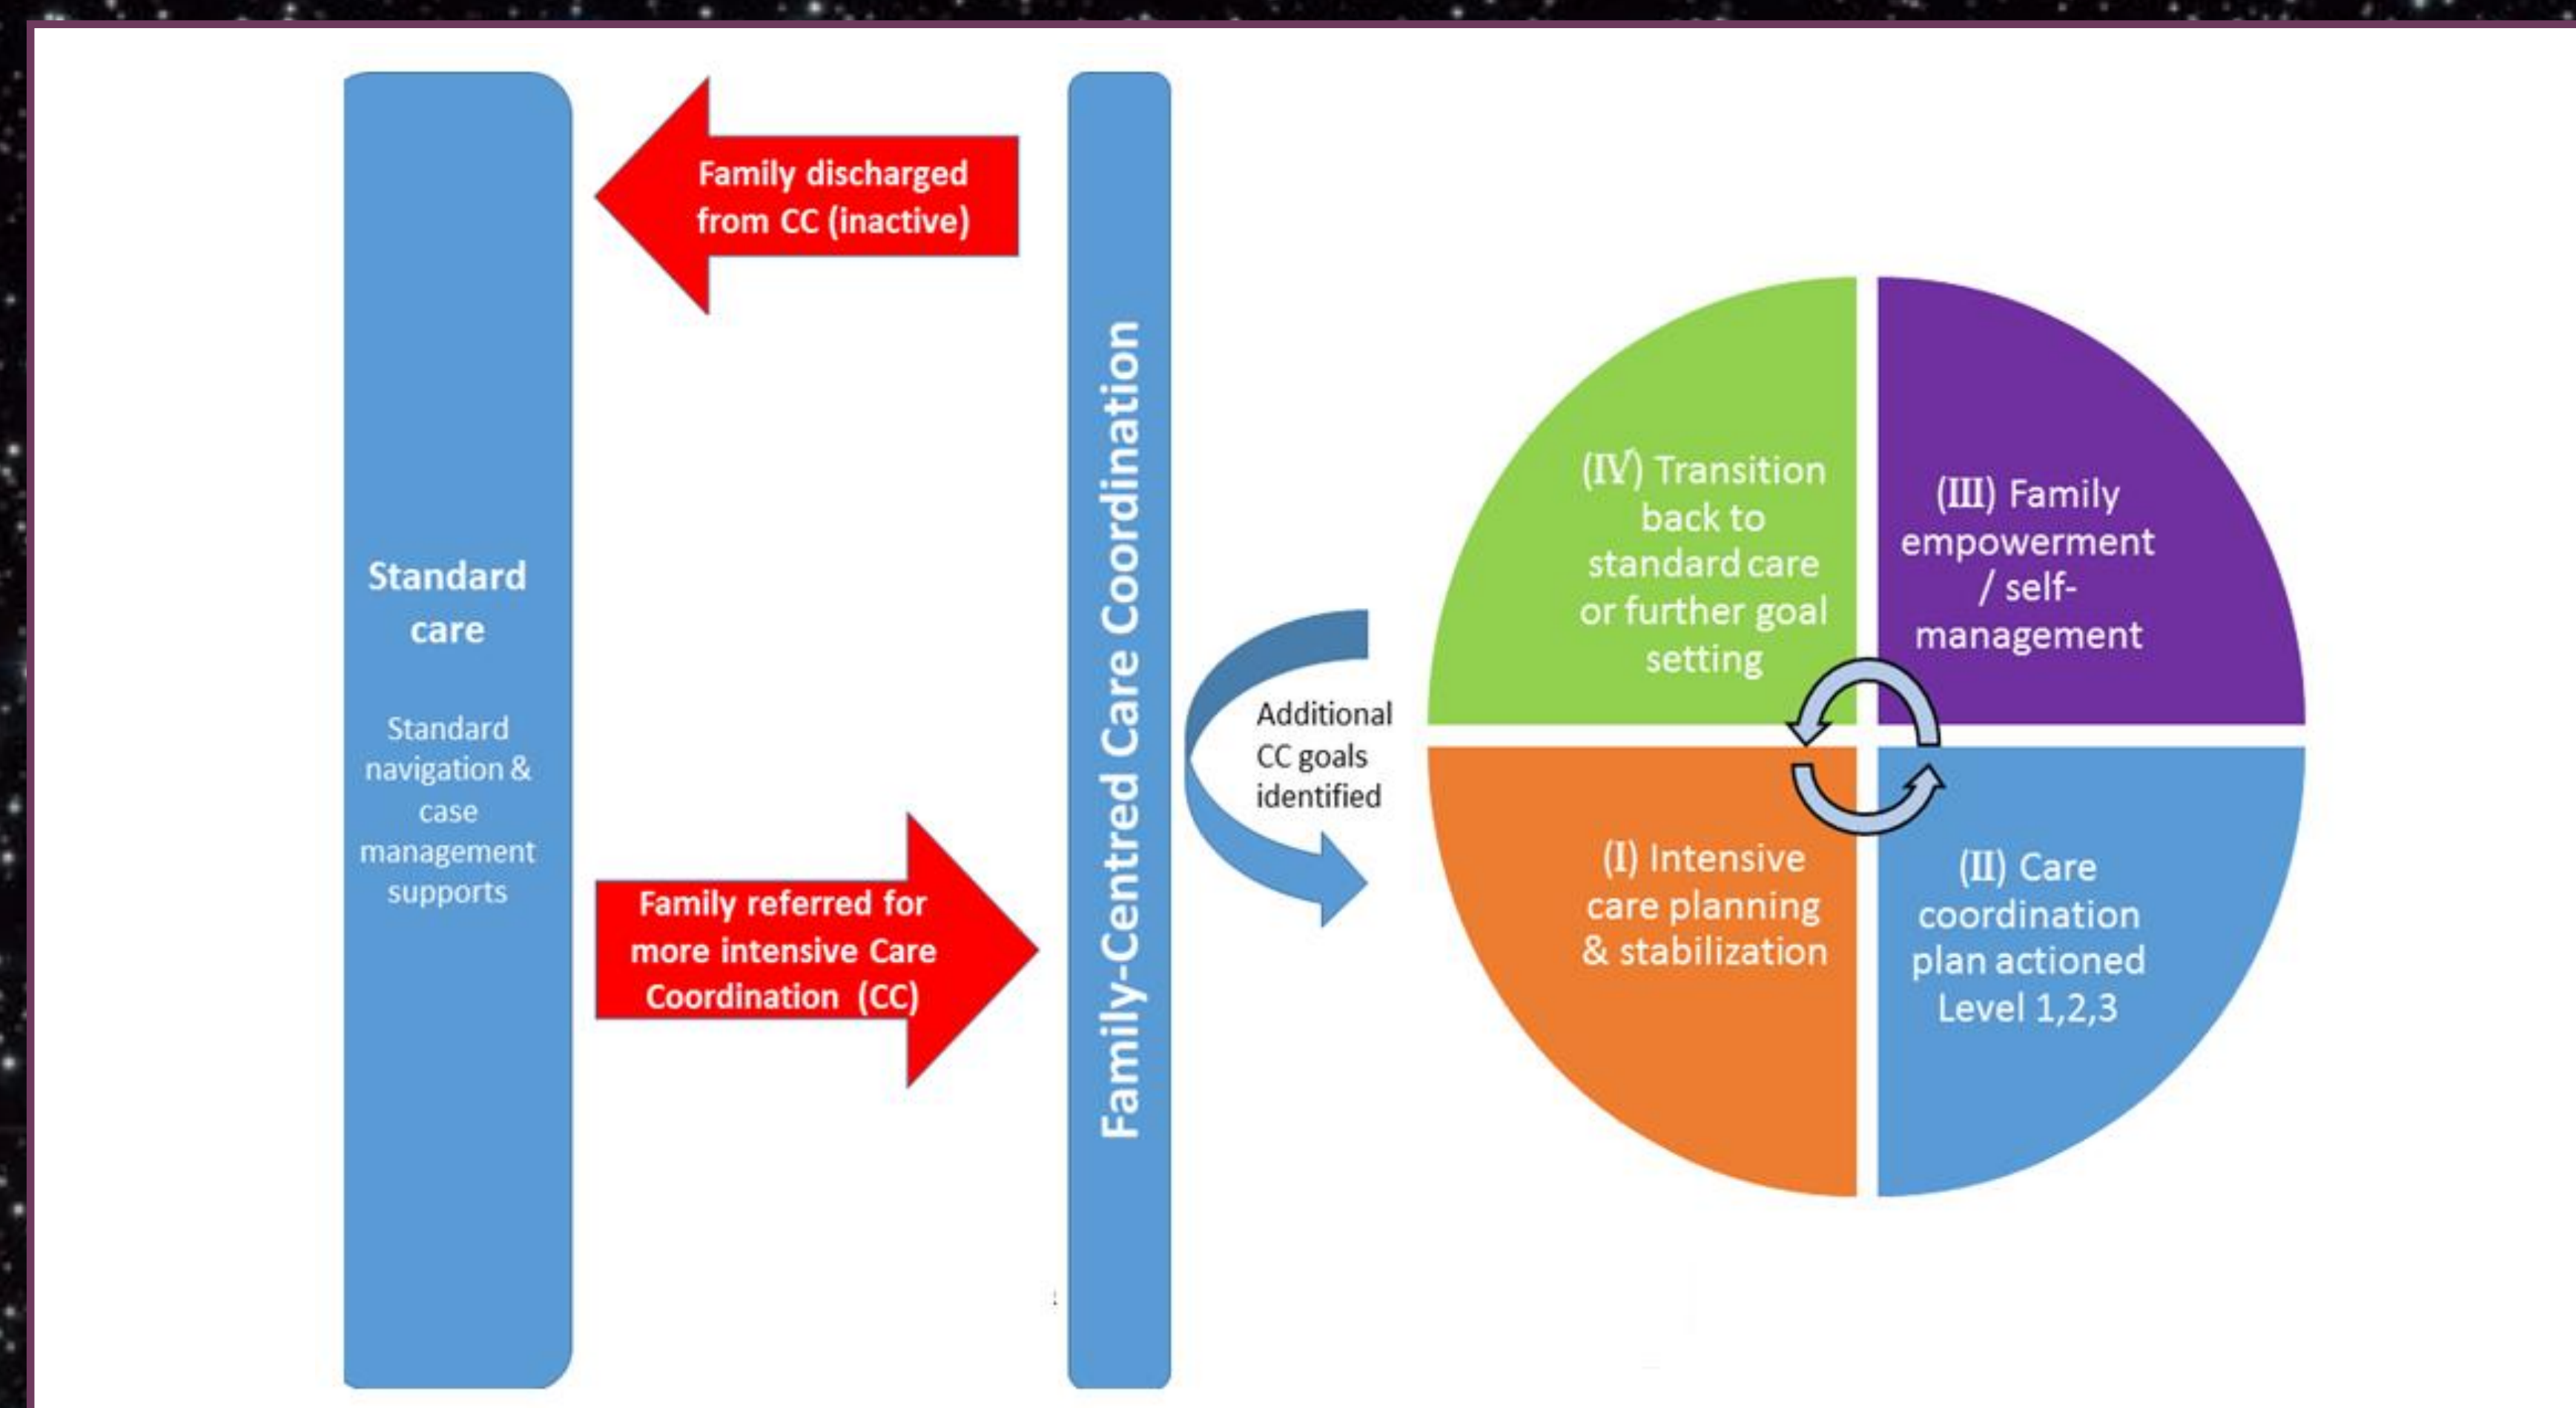 Standard
care
Standard
navigation &
case
management
supports
Family discharged
from CC (inactive)
Family referred for
more intensive Care
Coordination (CC)
Family-Centred Care Coordination
Additional
CC goals
identified
(IV) Transition
back to
standard care
or further goal
setting
(III) Family
empowerment
/ self-
management
(I) Intensive
care planning
& stabilization
(II) Care
coordination
plan actioned
Level 1,2,3